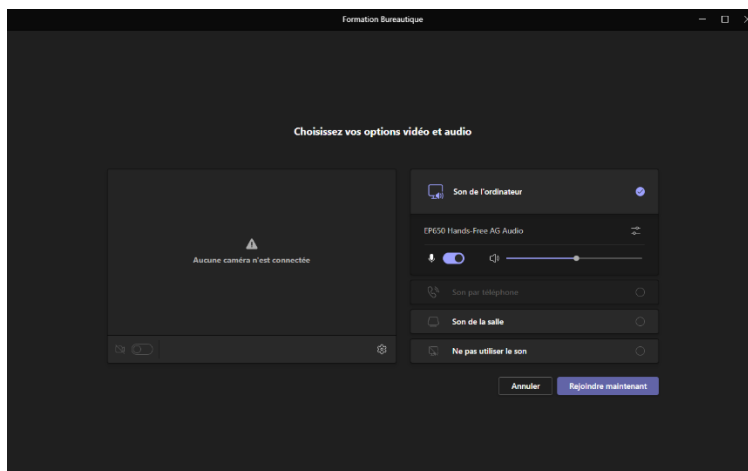 Formation Bureautique
Choisissez vos options vidéo et audio
Aucune caméra n'est connectée
Son de l'ordinateur
EP650 Hands-Free AG Audio
Son par téléphone
Son de la salle
Ne pas utiliser le son
Annuler
Rejoindre maintenant